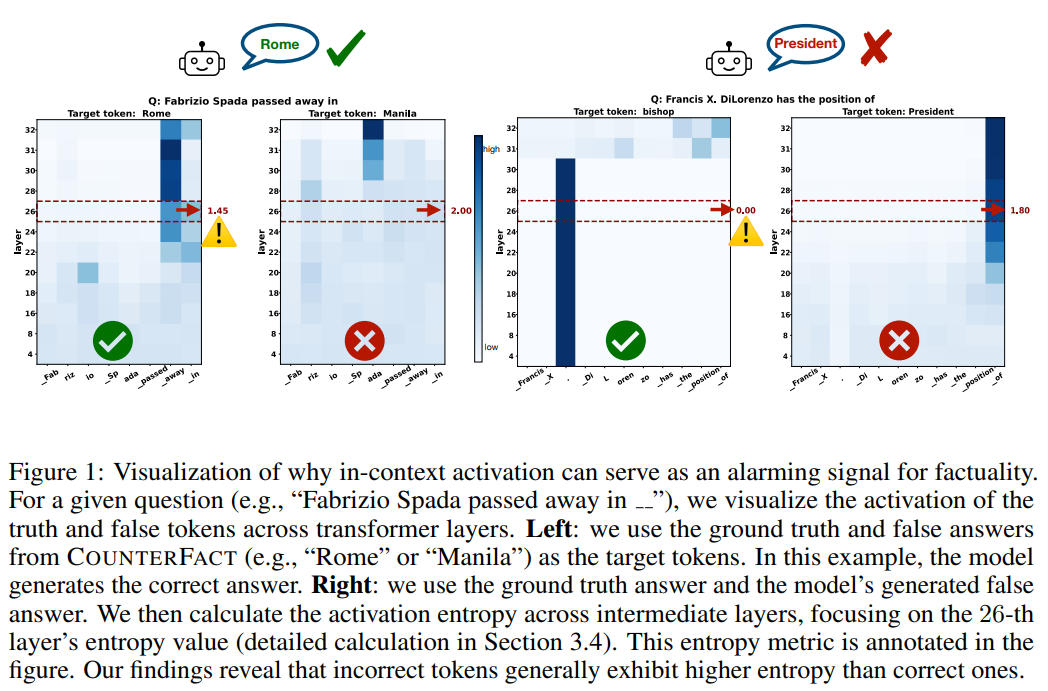 Rome
President
Q: Fabrizio Spada passed away in
Target token: Rome
Target token: Manila
Q: Francis X. DiLorenzo has the position of
Target token: bishop
Target token: President
layer
32
31
30
28
26
24
22
20
18
16
8
4
1.45
_Fab
riz
io
_Sp
ada
_passed
_away
_in
layer
32
31
30
28
26
24
22
20
18
16
8
4
2.00
_Fab
riz
io
_Sp
ada
_passed
_away
_in
high
low
layer
32
31
30
28
26
24
22
20
18
16
8
4
0.00
_Francis
_X
.
_Di
L
oren
zo
_has
_the
_position
_of
layer
32
31
30
28
26
24
22
20
18
16
8
4
1.80
_Francis
_X
.
_Di
L
oren
zo
_has
_the
_position
_of
Figure 1: Visualization of why in-context activation can serve as an alarming signal for factuality.
For a given question (e.g., “Fabrizio Spada passed away in __”), we visualize the activation of the
truth and false tokens across transformer layers. Left: we use the ground truth and false answers
from COUNTERFACT (e.g., “Rome” or “Manila”) as the target tokens. In this example, the model
generates the correct answer. Right: we use the ground truth answer and the model’s generated false
answer. We then calculate the activation entropy across intermediate layers, focusing on the 26-th
layer’s entropy value (detailed calculation in Section 3.4). This entropy metric is annotated in the
figure. Our findings reveal that incorrect tokens generally exhibit higher entropy than correct ones.